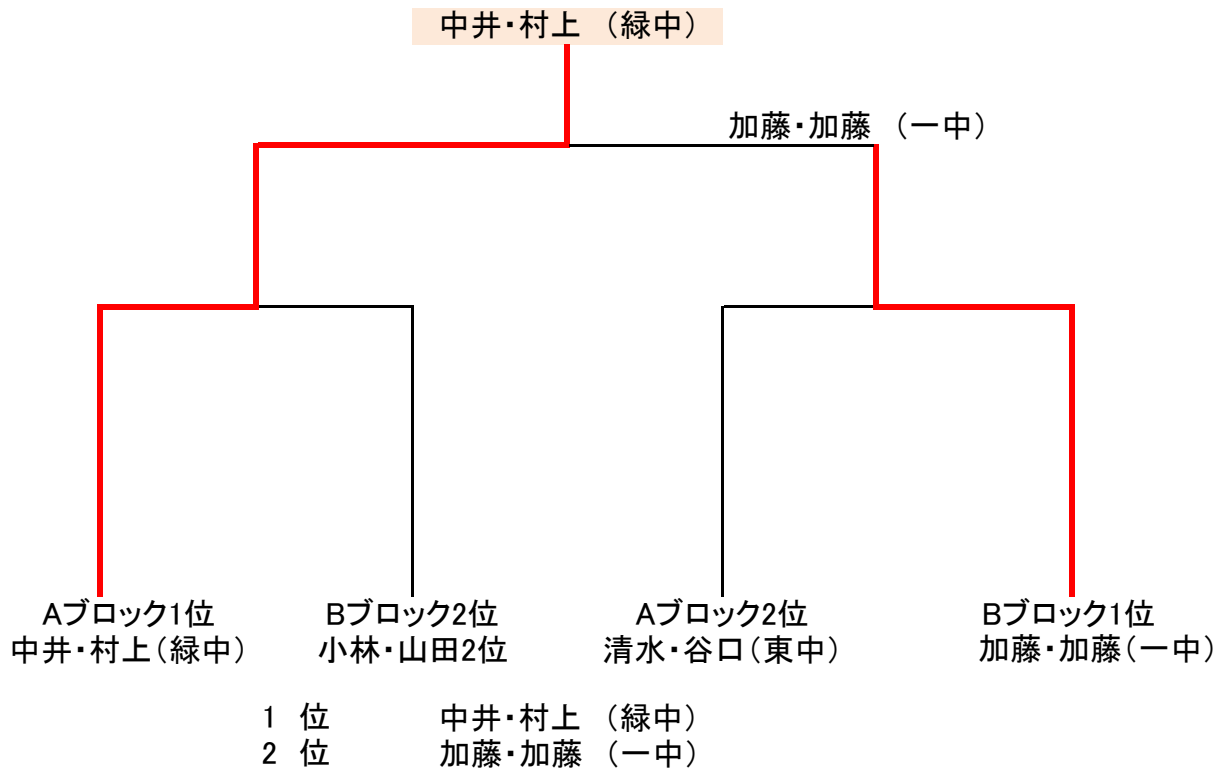 中井・村上 （緑中）
加藤・加藤 （一中）
Aブロック1位 Bブロック2位 Aブロック2位 Bブロック1位
中井・村上（緑中） 小林・山田2位 清水・谷口（東中） 加藤・加藤（一中）
1 位 中井・村上 （緑中）
2 位 加藤・加藤 （一中）